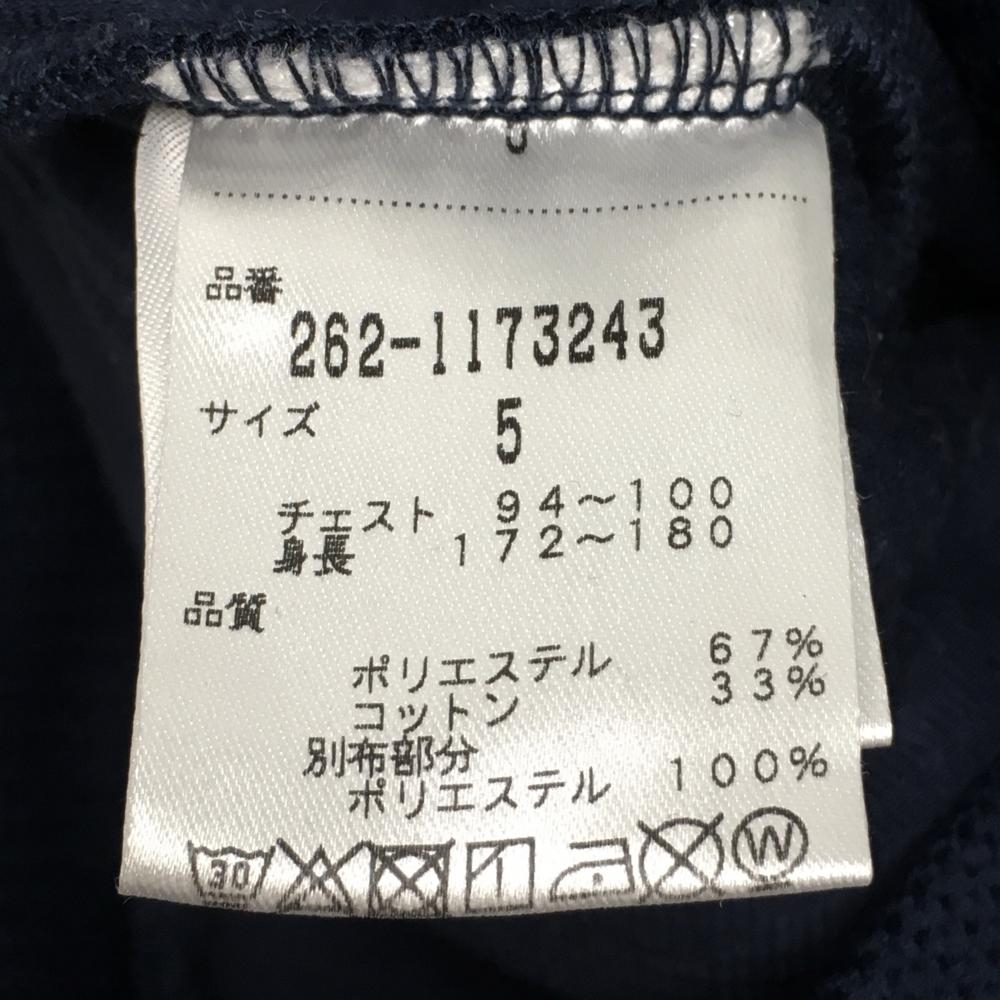 品番
262-1173243
サイズ 5
チェスト 94〜100
身長 172〜180
品質
ポリエステル 67%
コットン 33%
別布部分
ポリエステル 100%
30 W